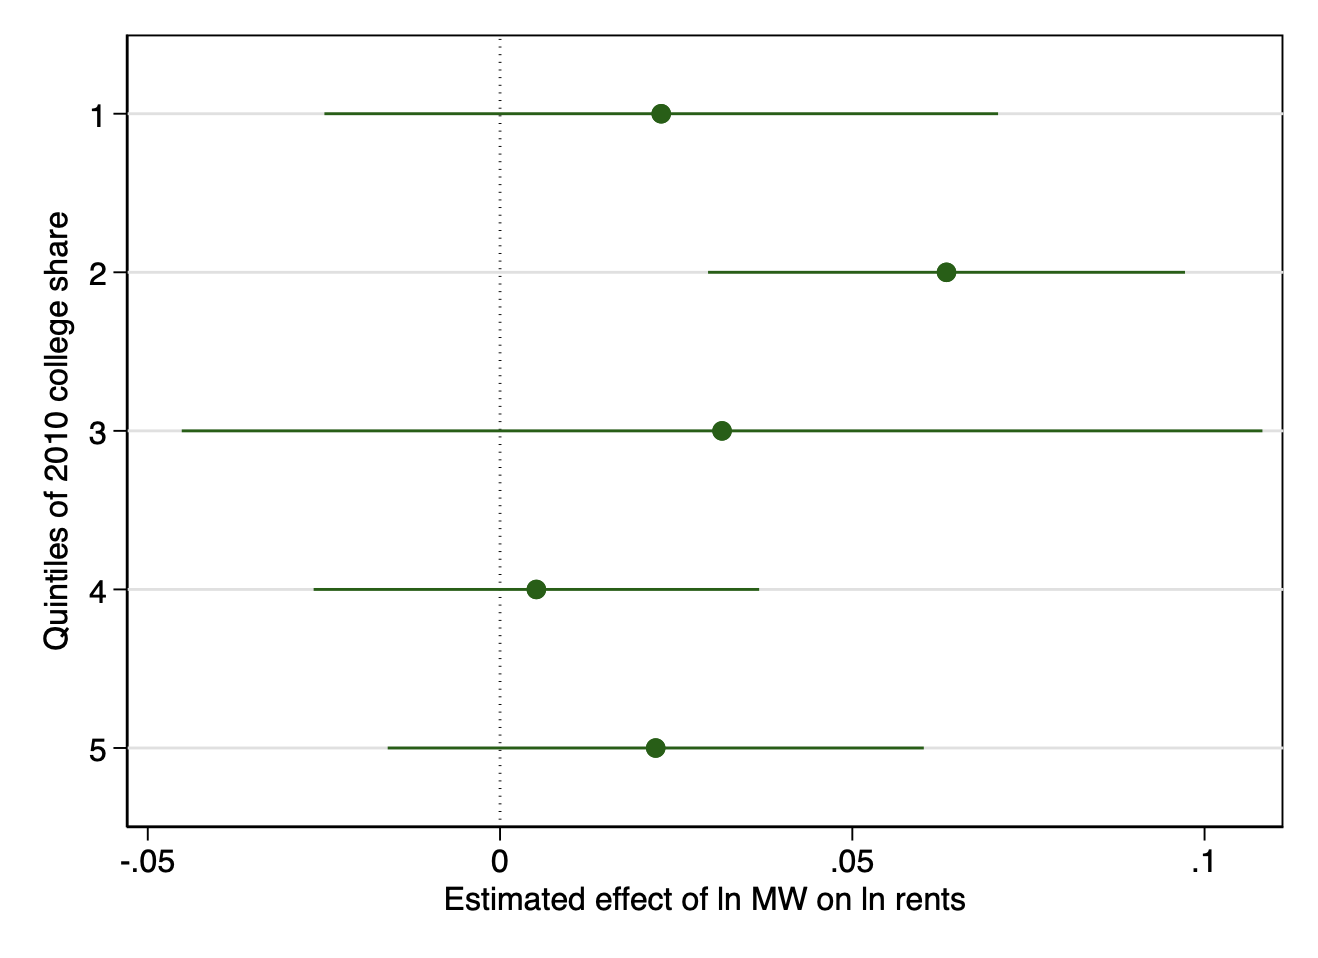 Quintiles of 2010 college share
1
2
3
4
5
-.05 0 .05 .1
Estimated effect of ln MW on ln rents